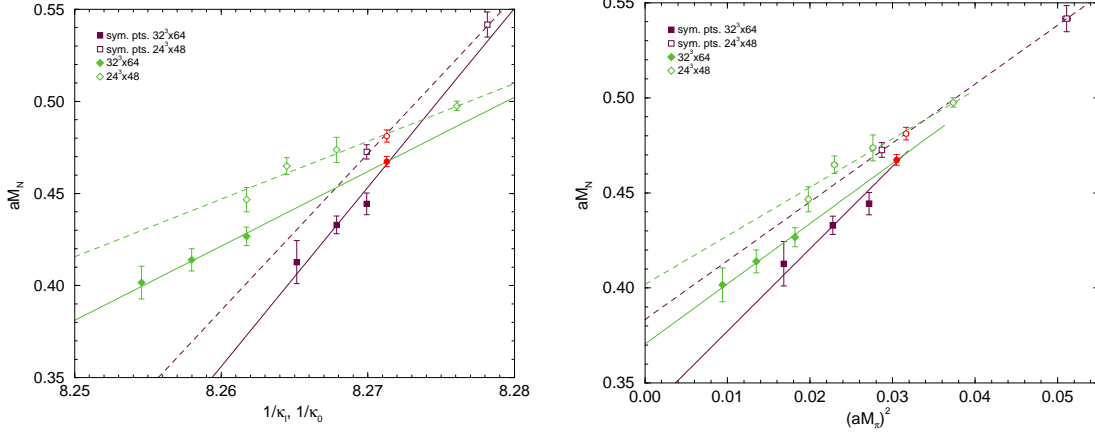 0.55
0.50
0.45
0.40
0.35
aM_N
sym. pts. 32³x64
sym. pts. 24³x48
32³x64
24³x48
8.25 8.26 8.27 8.28
1/κ_l, 1/κ_0
0.55
0.50
0.45
0.40
0.35
aM_N
sym. pts. 32³x64
sym. pts. 24³x48
32³x64
24³x48
0.00 0.01 0.02 0.03 0.04 0.05
(aM_π)²